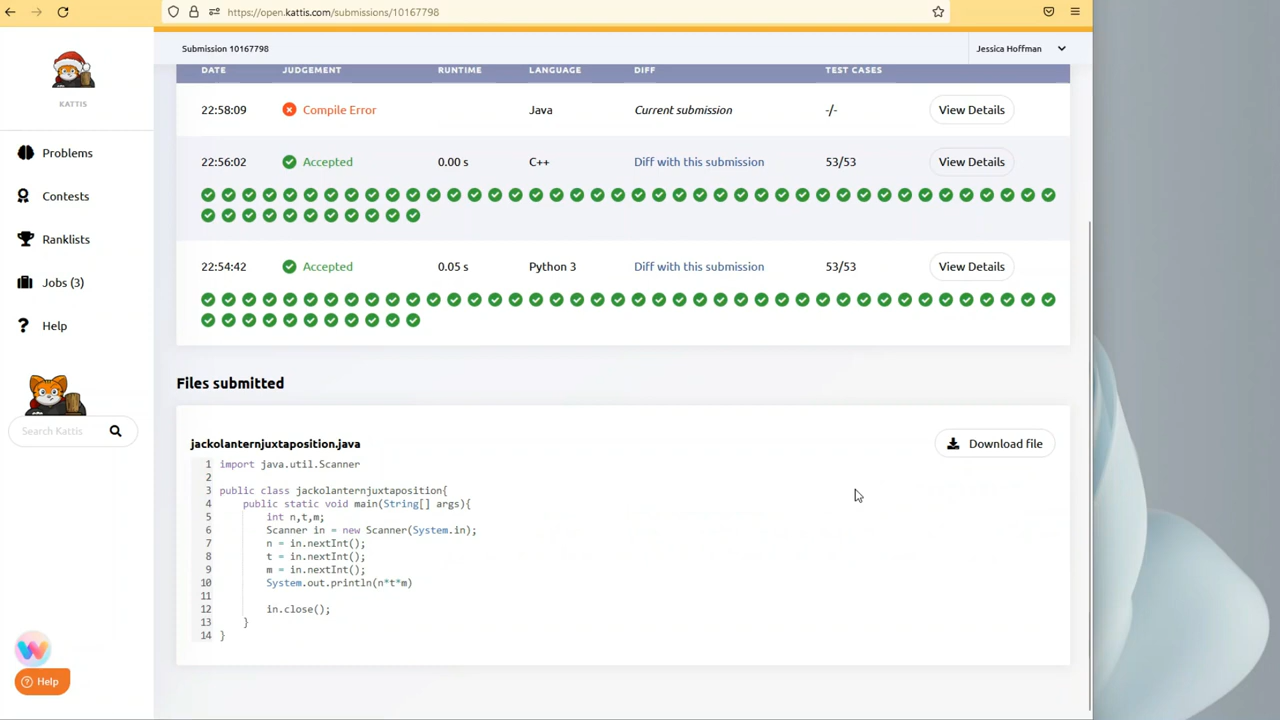 https://open.kattis.com/submissions/10167798
Submission 10167798
Jessica Hoffman
KATTIS
DATE JUDGEMENT RUNTIME LANGUAGE DIFF TEST CASES
22:58:09 Compile Error Java Current submission -/- View Details
22:56:02 Accepted 0.00 s C++ Diff with this submission 53/53 View Details
22:54:42 Accepted 0.05 s Python 3 Diff with this submission 53/53 View Details
Problems
Contests
Ranklists
Jobs (3)
Help
Search Kattis
Help
Files submitted
jackolanternjuxtaposition.java
Download file
1 import java.util.Scanner
2
3 public class jackolanternjuxtaposition{
4 public static void main(String[] args){
5 int n,t,m;
6 Scanner in = new Scanner(System.in);
7 n = in.nextInt();
8 t = in.nextInt();
9 m = in.nextInt();
10 System.out.println(n*t*m)
11
12 in.close();
13 }
14 }